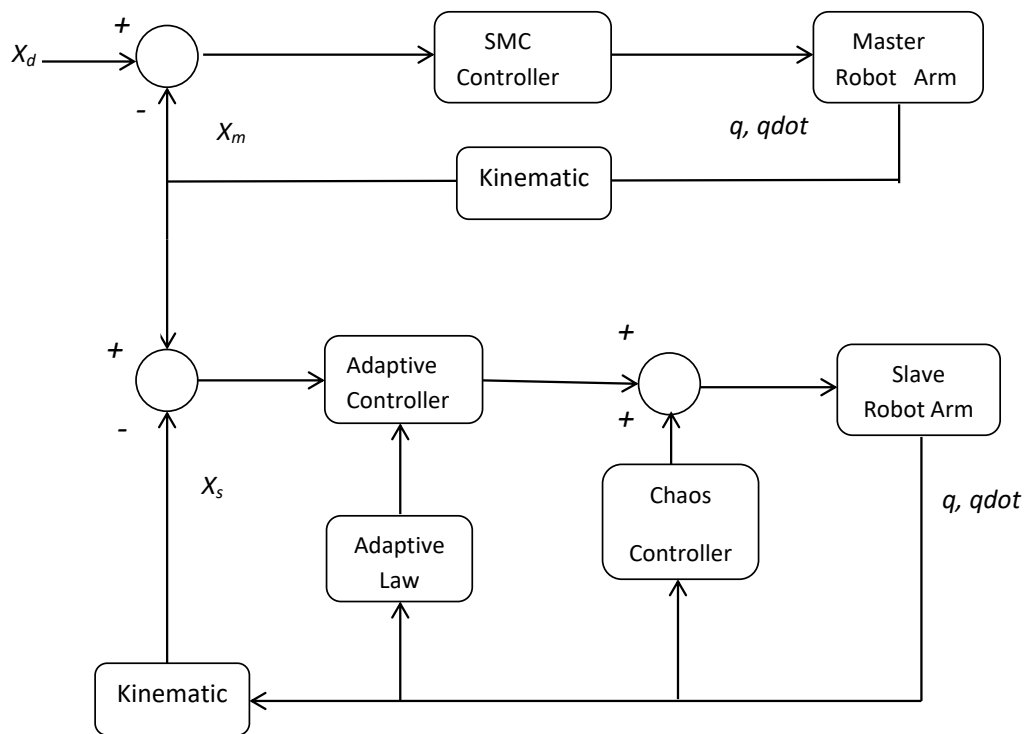 +
X_d
SMC
Controller
Master
Robot Arm
-
X_m
q, qdot
Kinematic
+
+
Adaptive
Controller
Slave
Robot Arm
-
+
X_s
Chaos
Controller
q, qdot
Adaptive
Law
Kinematic